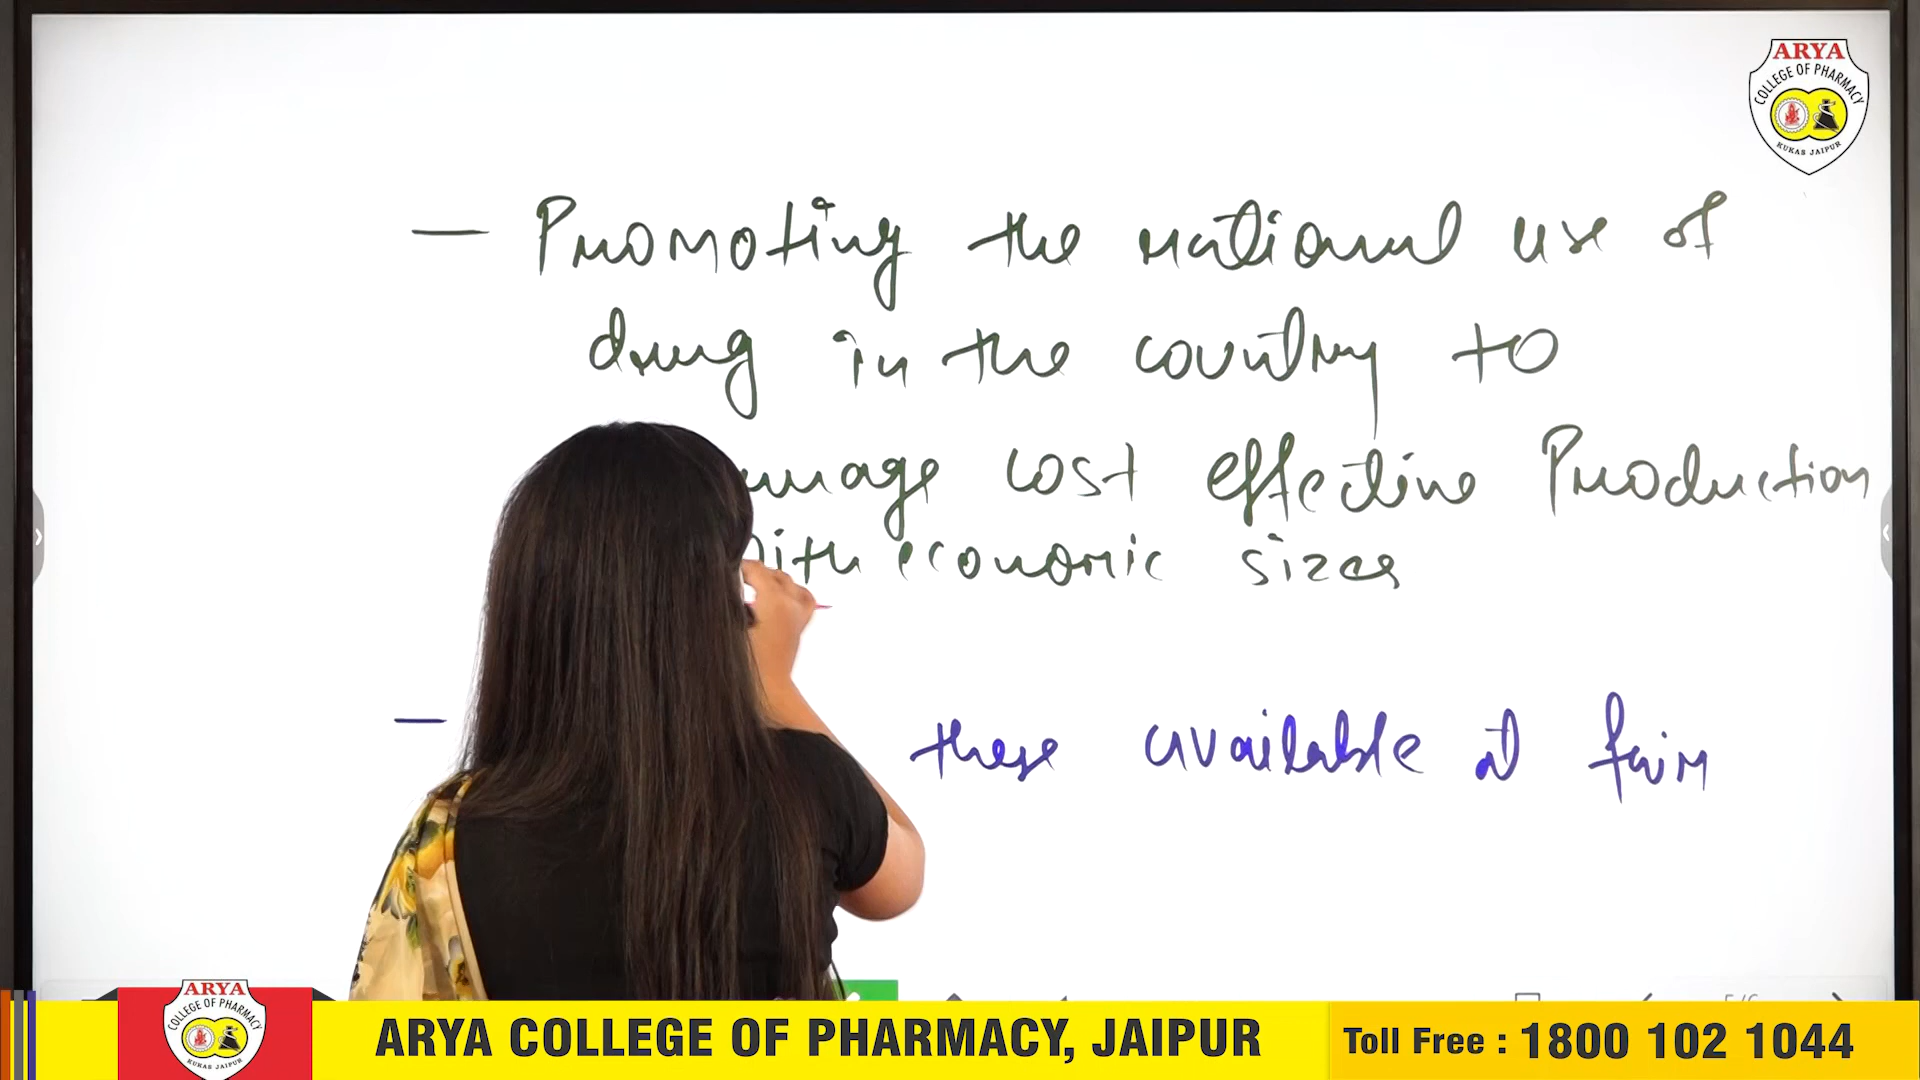 ARYA
COLLEGE OF PHARMACY
KUKAS JAIPUR
— Promoting the rational use of
drug in the country to
cost effective Production
with economic sizes
— these available at fair
ARYA
COLLEGE OF PHARMACY
KUKAS JAIPUR
ARYA COLLEGE OF PHARMACY, JAIPUR
Toll Free : 1800 102 1044